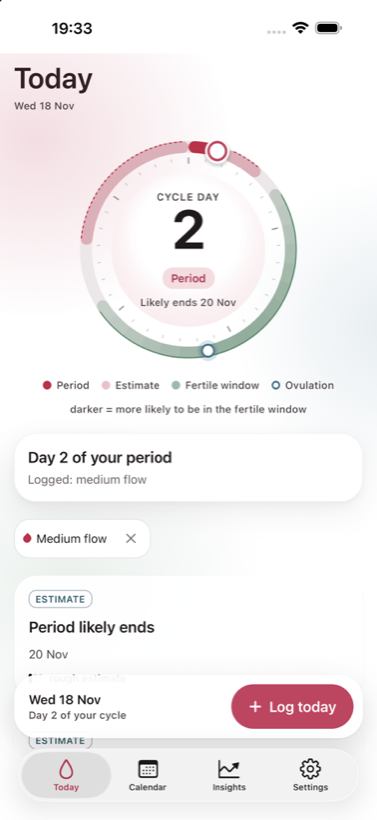 19:33
Today
Wed 18 Nov
CYCLE DAY
2
Period
Likely ends 20 Nov
Period
Estimate
Fertile window
Ovulation
darker = more likely to be in the fertile window
Day 2 of your period
Logged: medium flow
Medium flow
ESTIMATE
Period likely ends
20 Nov
rough estimate
Wed 18 Nov
Day 2 of your cycle
+ Log today
ESTIMATE
Today
Calendar
Insights
Settings